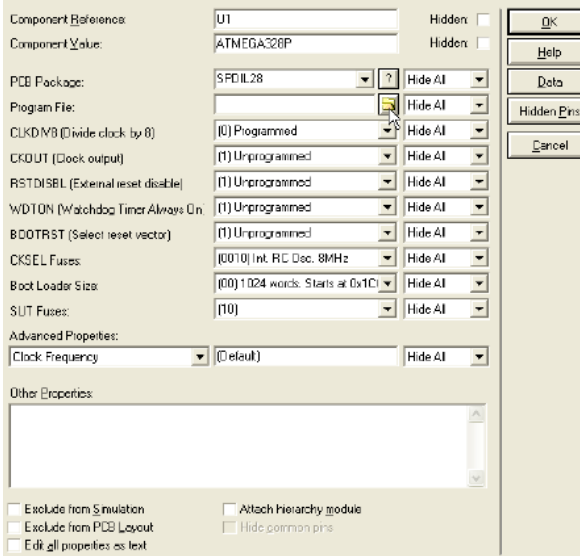 Component Reference: U1 Hidden: OK
Component Value: ATMEGA328P Hidden: Help
PCB Package: SPDIL28 ? Hide All Data
Program File: Hide All Hidden Pins
CLKDIV8 (Divide clock by 8) (0) Programmed Hide All Cancel
CKOUT (Clock output) (1) Unprogrammed Hide All
RSTDISBL (External reset disable) (1) Unprogrammed Hide All
WDTON (Watchdog Timer Always On) (1) Unprogrammed Hide All
BOOTRST (Select reset vector) (1) Unprogrammed Hide All
CKSEL Fuses: (0010) Int. RC Osc. 8MHz Hide All
Boot Loader Size: (00) 1024 words. Starts at 0x1C Hide All
SUT Fuses: (10) Hide All
Advanced Properties:
Clock Frequency (Default) Hide All
Other Properties:
Exclude from Simulation Attach hierarchy module
Exclude from PCB Layout Hide common pins
Edit all properties as text